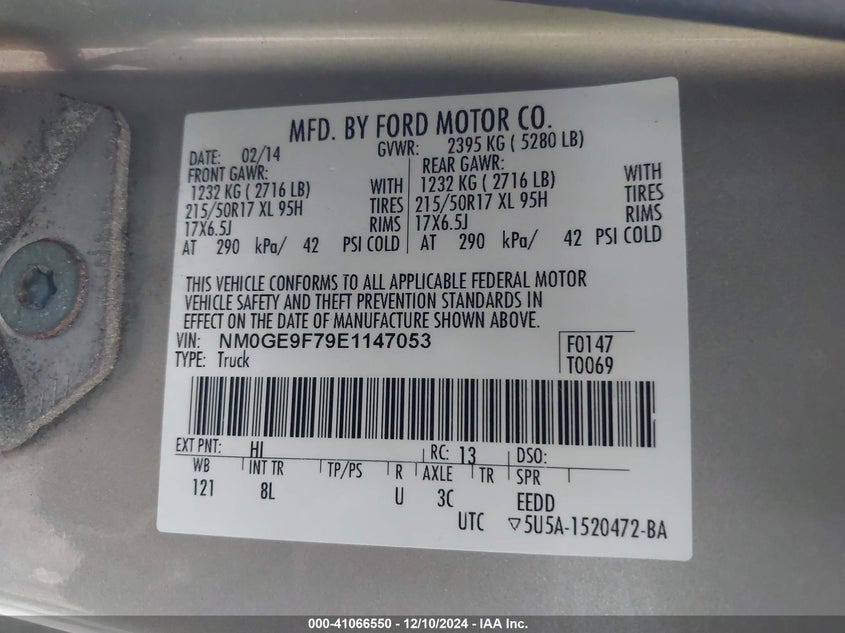 MFD. BY FORD MOTOR CO.
DATE: 02/14 GVWR: 2395 KG ( 5280 LB)
FRONT GAWR: REAR GAWR:
1232 KG ( 2716 LB) WITH 1232 KG ( 2716 LB) WITH
215/50R17 XL 95H TIRES 215/50R17 XL 95H TIRES
17X6.5J RIMS 17X6.5J RIMS
AT 290 kPa/ 42 PSI COLD AT 290 kPa/ 42 PSI COLD
THIS VEHICLE CONFORMS TO ALL APPLICABLE FEDERAL MOTOR
VEHICLE SAFETY AND THEFT PREVENTION STANDARDS IN
EFFECT ON THE DATE OF MANUFACTURE SHOWN ABOVE.
VIN: NM0GE9F79E1147053 F0147
TYPE: Truck T0069
EXT PNT: HI RC: 13 DSO:
WB INT TR TP/PS R AXLE TR SPR
121 8L U 3C EEDD
UTC ▽5U5A-1520472-BA
000-41066550 - 12/10/2024 - IAA Inc.